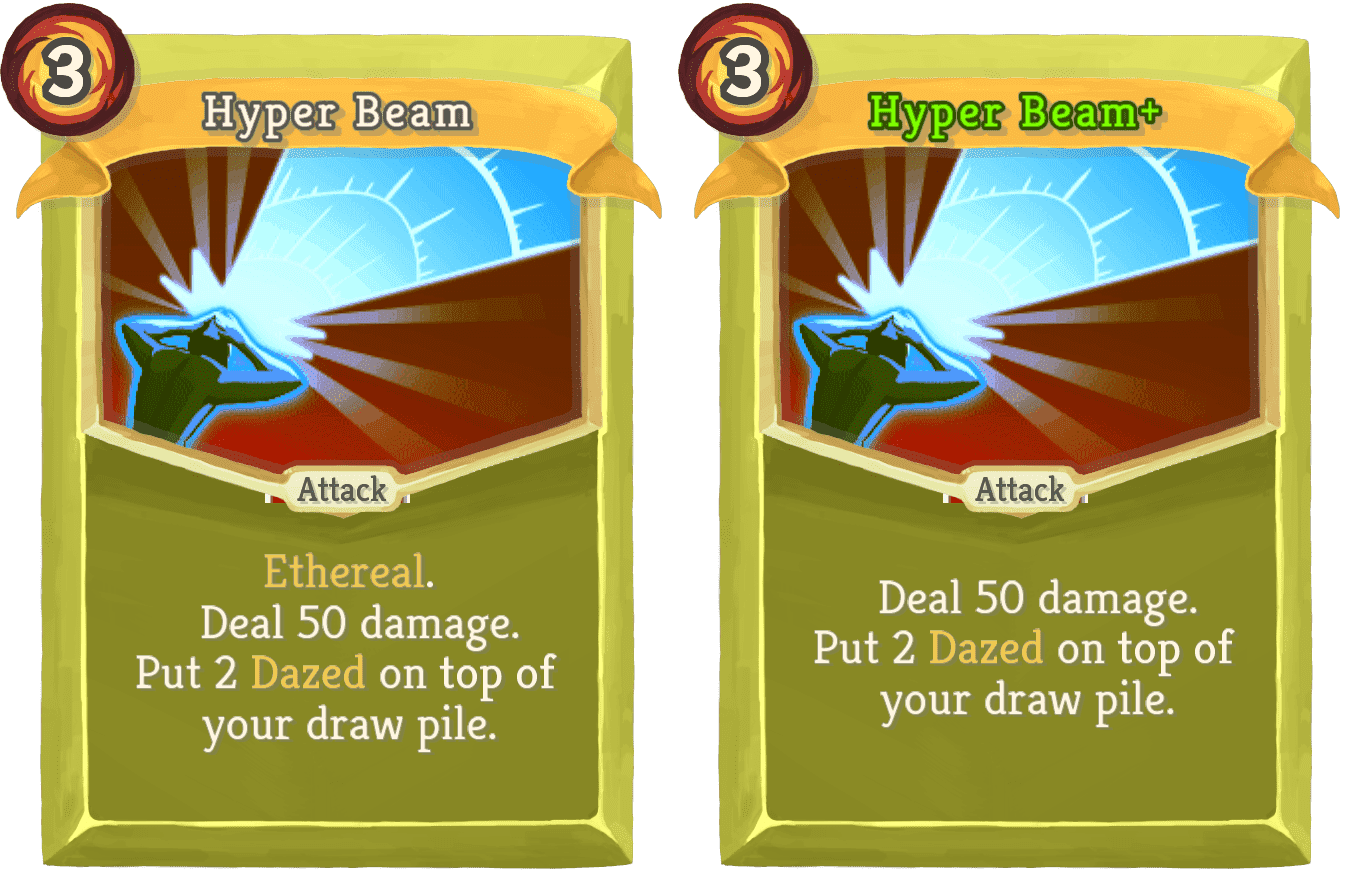 3
Hyper Beam
Attack
Ethereal.
Deal 50 damage.
Put 2 Dazed on top of
your draw pile.
3
Hyper Beam+
Attack
Deal 50 damage.
Put 2 Dazed on top of
your draw pile.